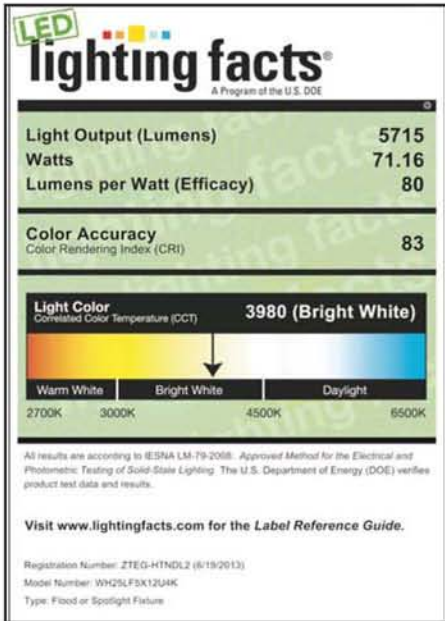 LED
lighting facts®
A Program of the U.S. DOE
Light Output (Lumens) 5715
Watts 71.16
Lumens per Watt (Efficacy) 80
Color Accuracy 83
Color Rendering Index (CRI)
Light Color 3980 (Bright White)
Correlated Color Temperature (CCT)
Warm White Bright White Daylight
2700K 3000K 4500K 6500K
All results are according to IESNA LM-79-2008: Approved Method for the Electrical and
Photometric Testing of Solid-State Lighting. The U.S. Department of Energy (DOE) verifies
product test data and results.
Visit www.lightingfacts.com for the Label Reference Guide.
Registration Number: ZTEG-HTNDL2 (6/19/2013)
Model Number: WH25LF5X12U4K
Type: Flood or Spotlight Fixture